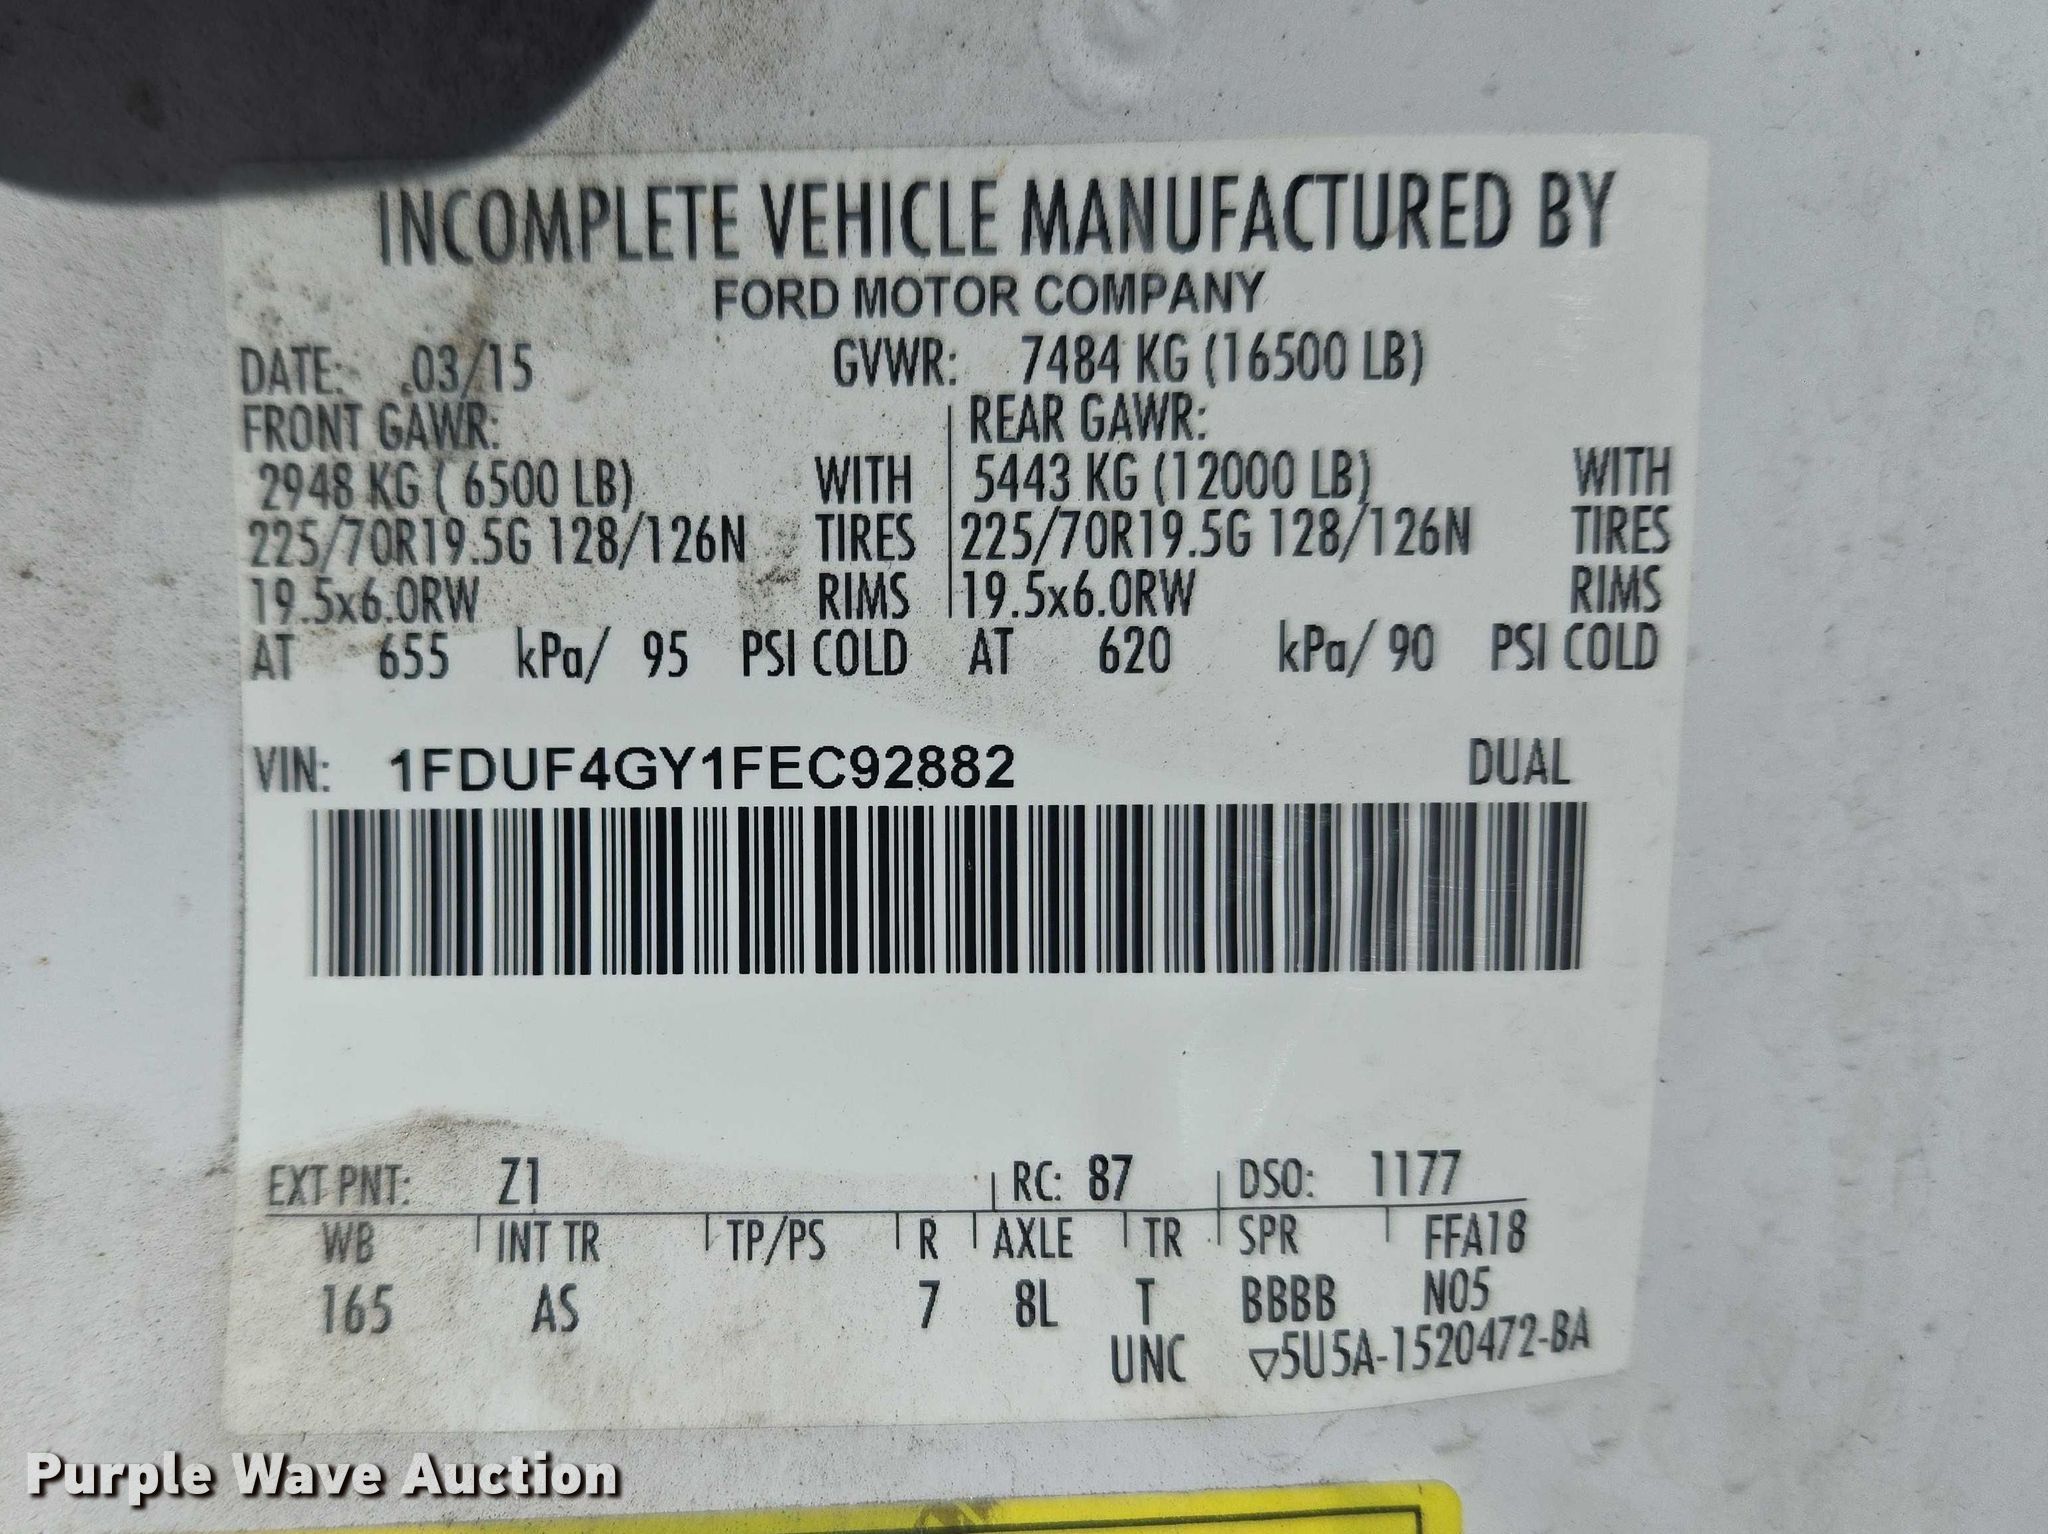 INCOMPLETE VEHICLE MANUFACTURED BY
FORD MOTOR COMPANY
DATE: 03/15 GVWR: 7484 KG (16500 LB)
FRONT GAWR: REAR GAWR:
2948 KG ( 6500 LB) WITH 5443 KG (12000 LB) WITH
225/70R19.5G 128/126N TIRES 225/70R19.5G 128/126N TIRES
19.5x6.0RW RIMS 19.5x6.0RW RIMS
AT 655 kPa/ 95 PSI COLD AT 620 kPa/ 90 PSI COLD
VIN: 1FDUF4GY1FEC92882 DUAL
EXT PNT: Z1 RC: 87 DSO: 1177
WB INT TR TP/PS R AXLE TR SPR FFA18
165 AS 7 8L T BBBB N05
UNC ▽5U5A-1520472-BA
Purple Wave Auction